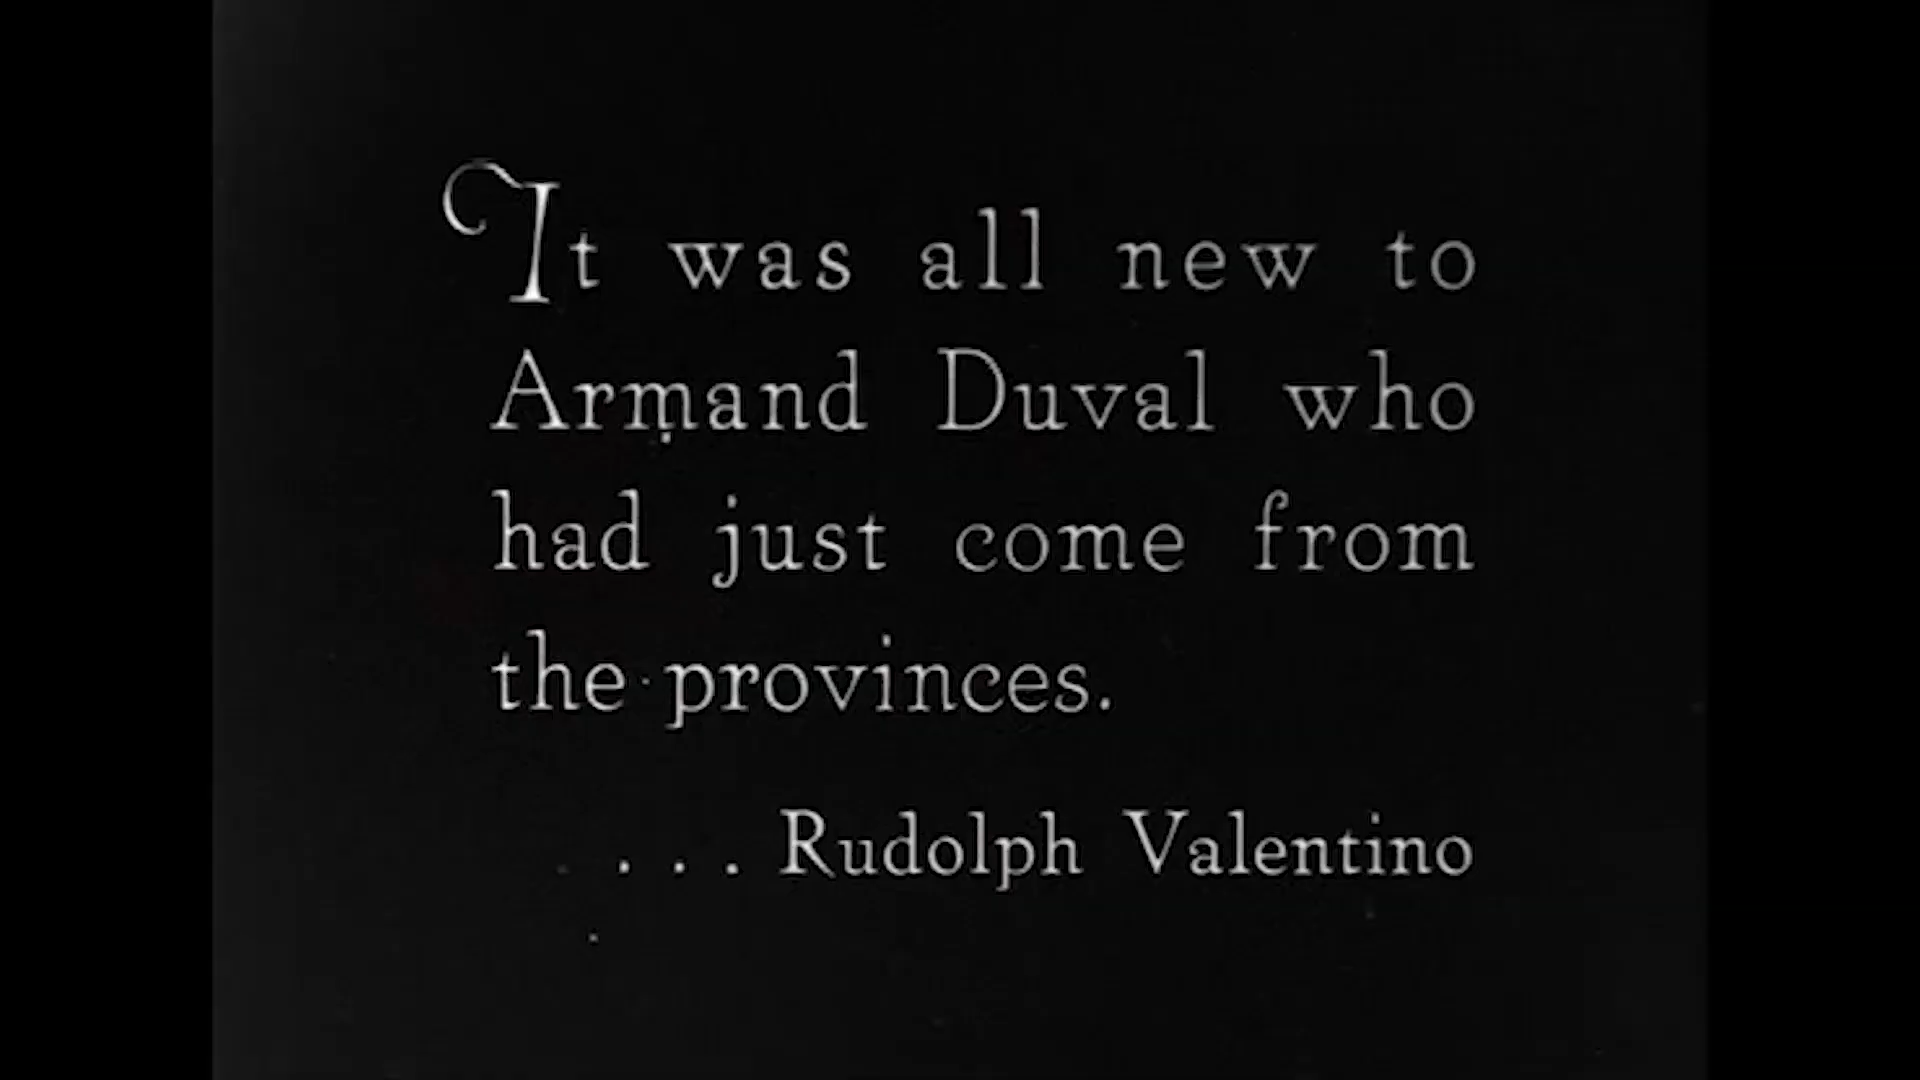 It was all new to
Armand Duval who
had just come from
the provinces.
. . . Rudolph Valentino